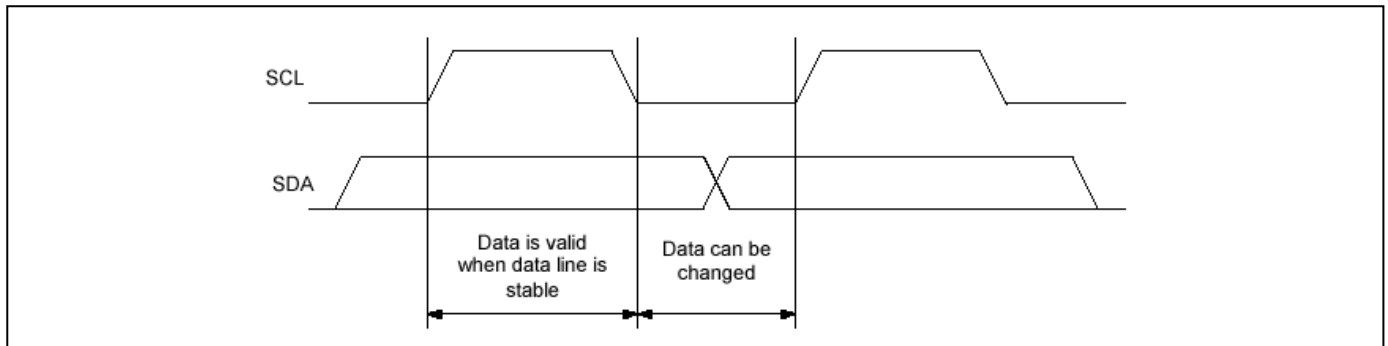 SCL
SDA
Data is valid
when data line is
stable
Data can be
changed